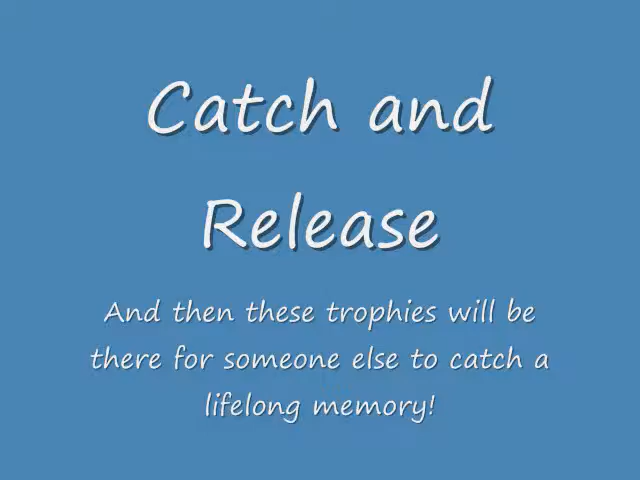 Catch and
Release
And then these trophies will be
there for someone else to catch a
lifelong memory!